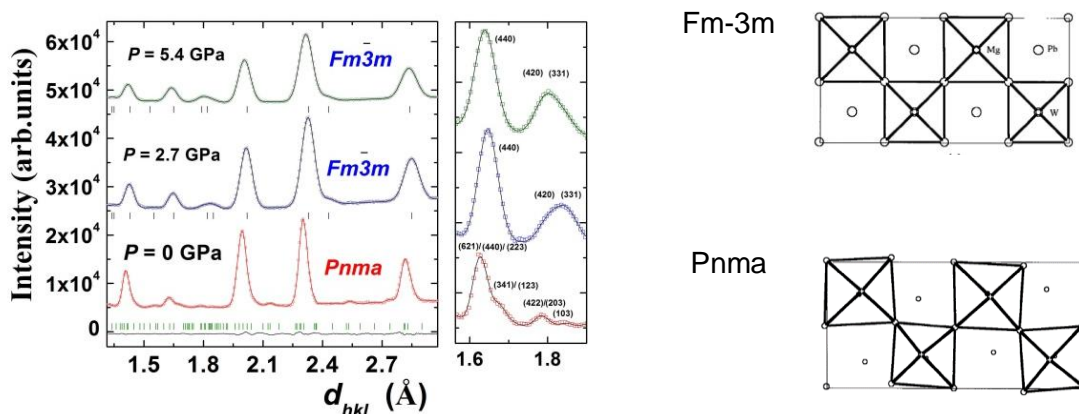 Intensity (arb.units)
6x10⁴
5x10⁴
4x10⁴
3x10⁴
2x10⁴
1x10⁴
0
P = 5.4 GPa
Fm3̄m
P = 2.7 GPa
Fm3̄m
P = 0 GPa
Pnma
1.5
1.8
2.1
2.4
2.7
d_hkl (Å)
(440)
(420) (331)
(440)
(420) (331)
(621)/(440)/(223)
(341)/(123)
(422)/(203)
(103)
1.6
1.8
Fm-3m
Mg
Pb
W
Pnma